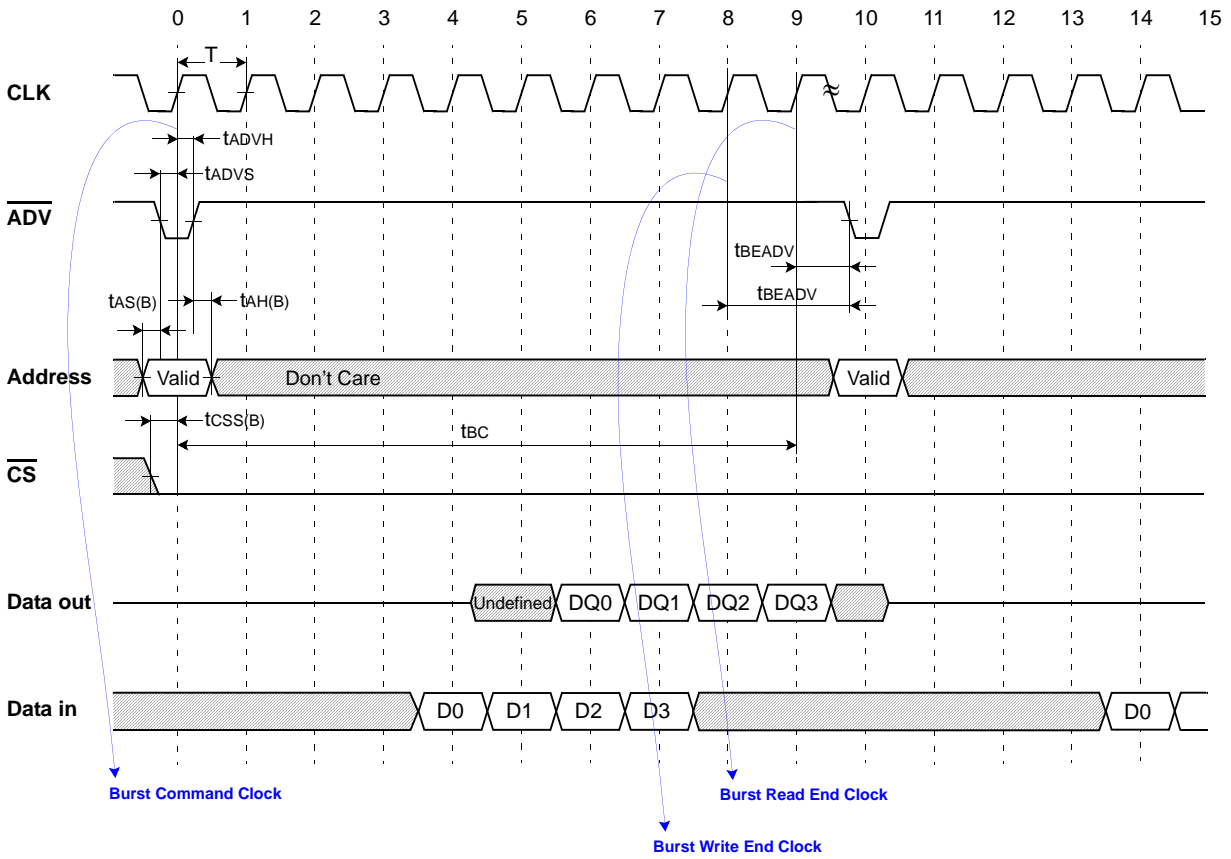 0 1 2 3 4 5 6 7 8 9 10 11 12 13 14 15
T
CLK
tADVH
tADVS
ADV
tBEADV
tBEADV
tAS(B) tAH(B)
Address Valid Don't Care Valid
tCSS(B)
tBC
CS
Data out Undefined DQ0 DQ1 DQ2 DQ3
Data in D0 D1 D2 D3 D0
Burst Command Clock Burst Read End Clock
Burst Write End Clock